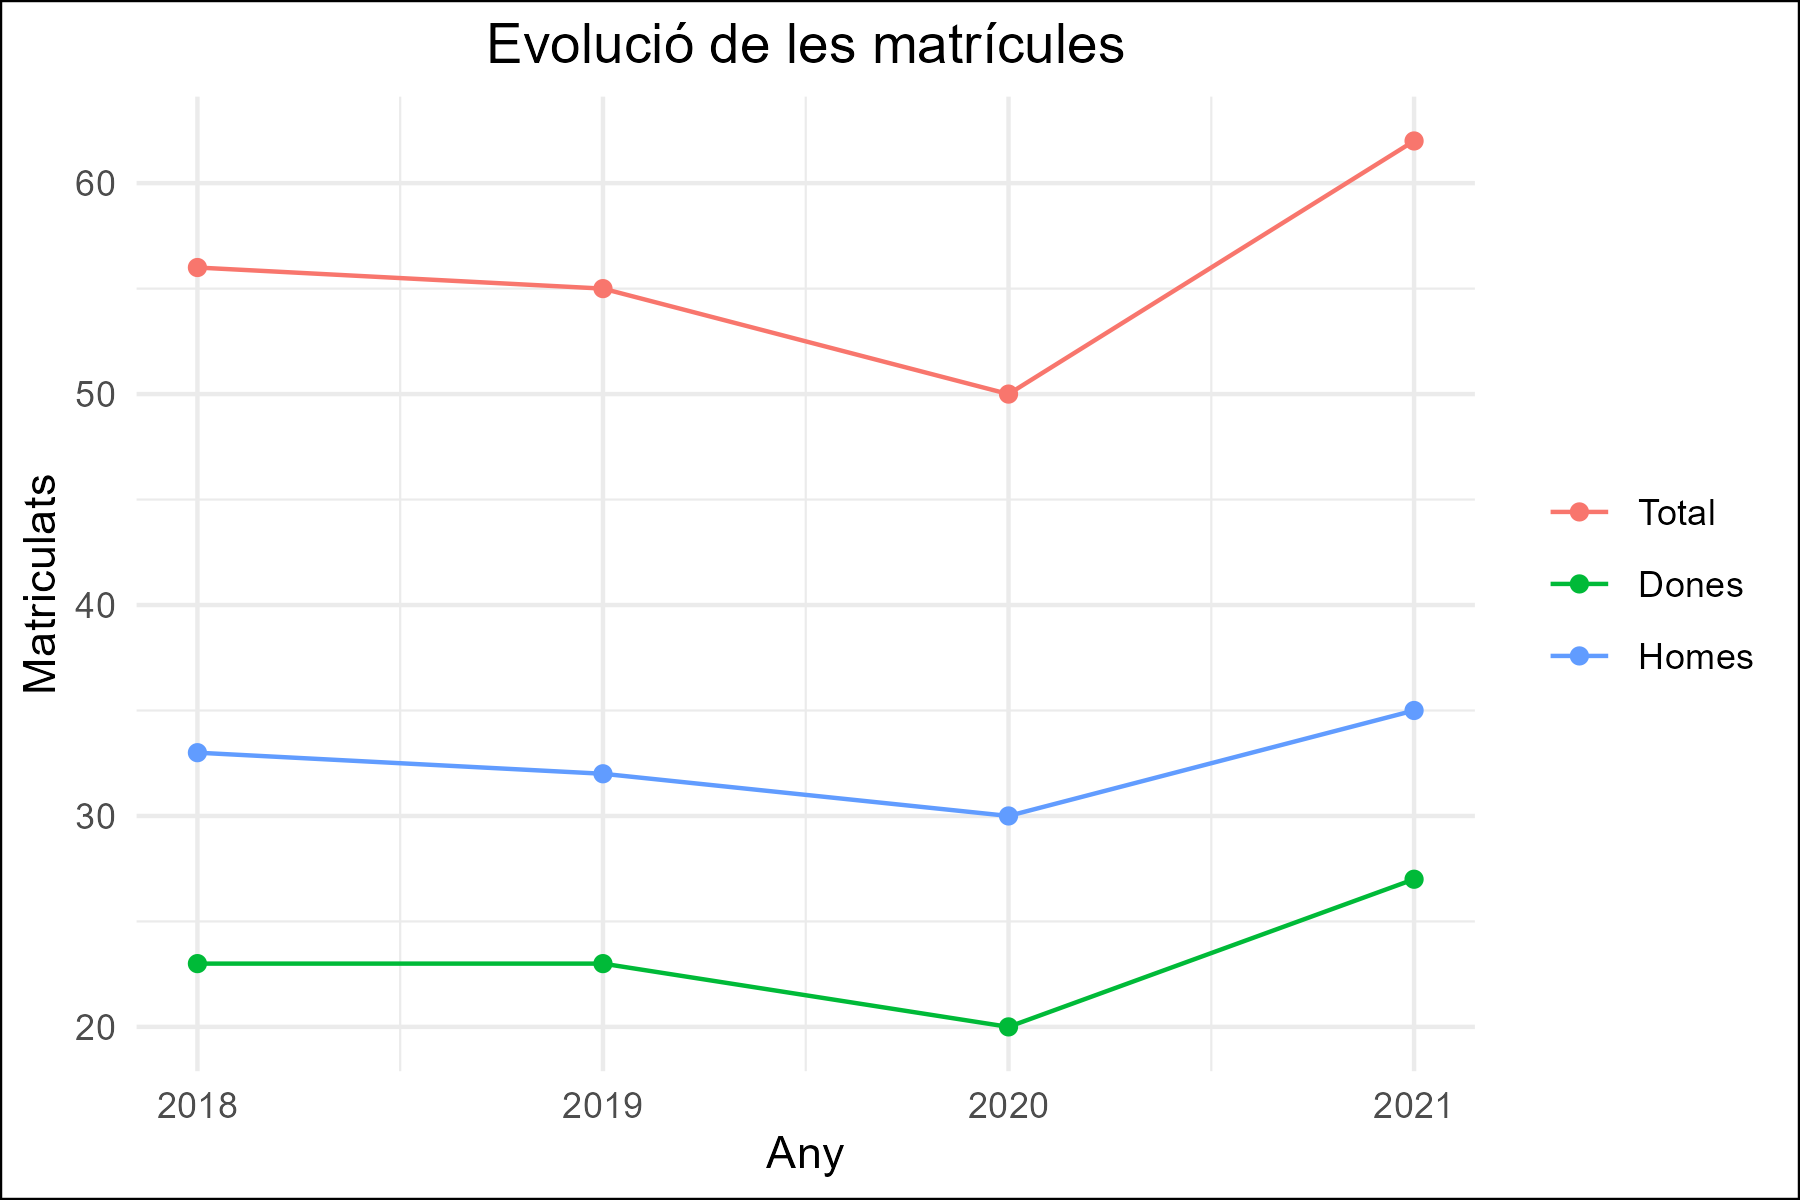 Evolució de les matrícules
60
50
40
30
20
Matriculats
2018 2019 2020 2021
Any
Total
Dones
Homes